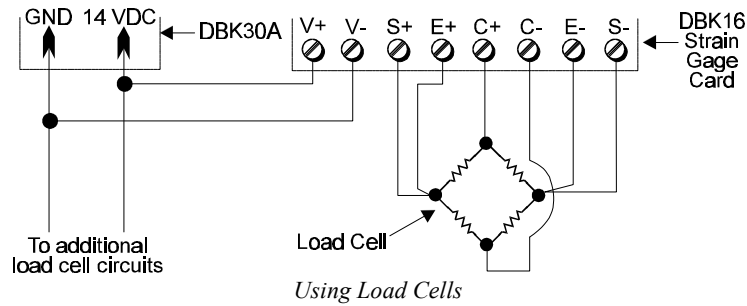 GND 14 VDC
DBK30A
V+ V- S+ E+ C+ C- E- S-
DBK16
Strain
Gage
Card
Load Cell
To additional
load cell circuits
Using Load Cells